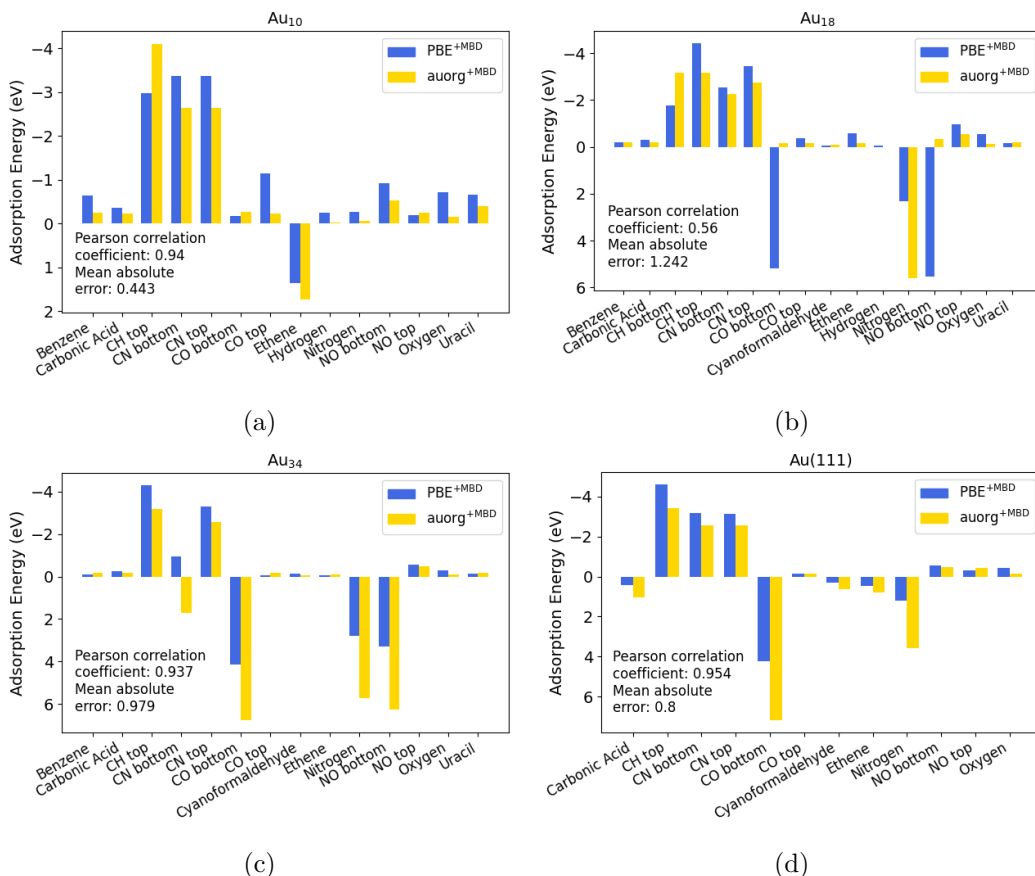 Au₁₀
Adsorption Energy (eV)
−4
−3
−2
−1
0
1
2
PBE⁺ᴹᴮᴰ
auorg⁺ᴹᴮᴰ
Pearson correlation
coefficient: 0.94
Mean absolute
error: 0.443
Benzene
Carbonic Acid
CH top
CN bottom
CN top
CO bottom
CO top
Ethene
Hydrogen
Nitrogen
NO bottom
NO top
Oxygen
Uracil
(a)
Au₁₈
Adsorption Energy (eV)
−4
−2
0
2
4
6
PBE⁺ᴹᴮᴰ
auorg⁺ᴹᴮᴰ
Pearson correlation
coefficient: 0.56
Mean absolute
error: 1.242
Benzene
Carbonic Acid
CH bottom
CH top
CN bottom
CN top
CO bottom
CO top
Cyanoformaldehyde
Ethene
Hydrogen
Nitrogen
NO bottom
NO top
Oxygen
Uracil
(b)
Au₃₄
Adsorption Energy (eV)
−4
−2
0
2
4
6
PBE⁺ᴹᴮᴰ
auorg⁺ᴹᴮᴰ
Pearson correlation
coefficient: 0.937
Mean absolute
error: 0.979
Benzene
Carbonic Acid
CH top
CN bottom
CN top
CO bottom
CO top
Cyanoformaldehyde
Ethene
Nitrogen
NO bottom
NO top
Oxygen
Uracil
(c)
Au(111)
Adsorption Energy (eV)
−4
−2
0
2
4
6
PBE⁺ᴹᴮᴰ
auorg⁺ᴹᴮᴰ
Pearson correlation
coefficient: 0.954
Mean absolute
error: 0.8
Carbonic Acid
CH top
CN bottom
CN top
CO bottom
CO top
Cyanoformaldehyde
Ethene
Nitrogen
NO bottom
NO top
Oxygen
(d)